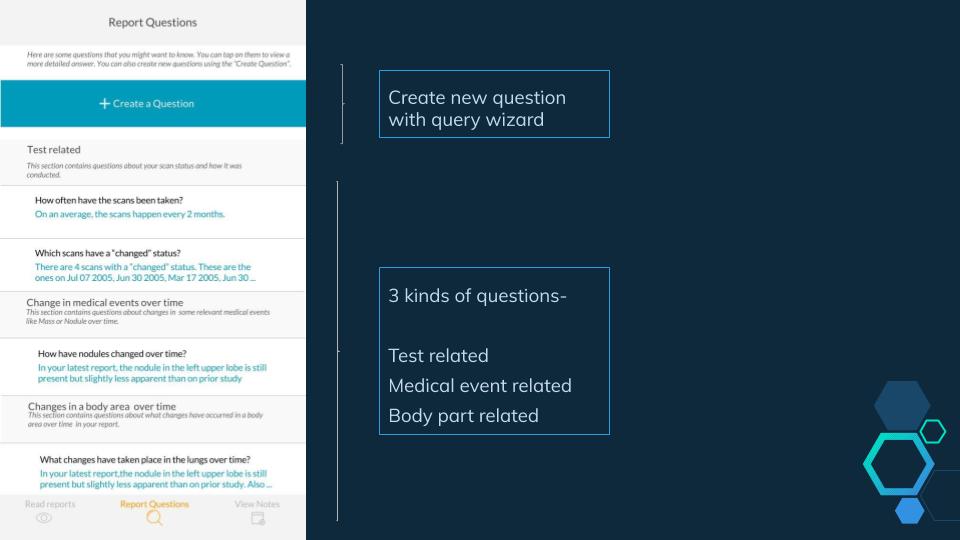 Report Questions
Here are some questions that you might want to know. You can tap on them to view a
more detailed answer. You can also create new questions using the "Create Question".
+ Create a Question
Test related
This section contains questions about your scan status and how it was
conducted.
How often have the scans been taken?
On an average, the scans happen every 2 months.
Which scans have a "changed" status?
There are 4 scans with a "changed" status. These are the
ones on Jul 07 2005, Jun 30 2005, Mar 17 2005, Jun 30 ...
Change in medical events over time
This section contains questions about changes in some relevant medical events
like Mass or Nodule over time.
How have nodules changed over time?
In your latest report, the nodule in the left upper lobe is still
present but slightly less apparent than on prior study
Changes in a body area over time
This section contains questions about what changes have occurred in a body
area over time in your report.
What changes have taken place in the lungs over time?
In your latest report,the nodule in the left upper lobe is still
present but slightly less apparent than on prior study. Also ...
Read reports
Report Questions
View Notes
Create new question
with query wizard
3 kinds of questions-
Test related
Medical event related
Body part related